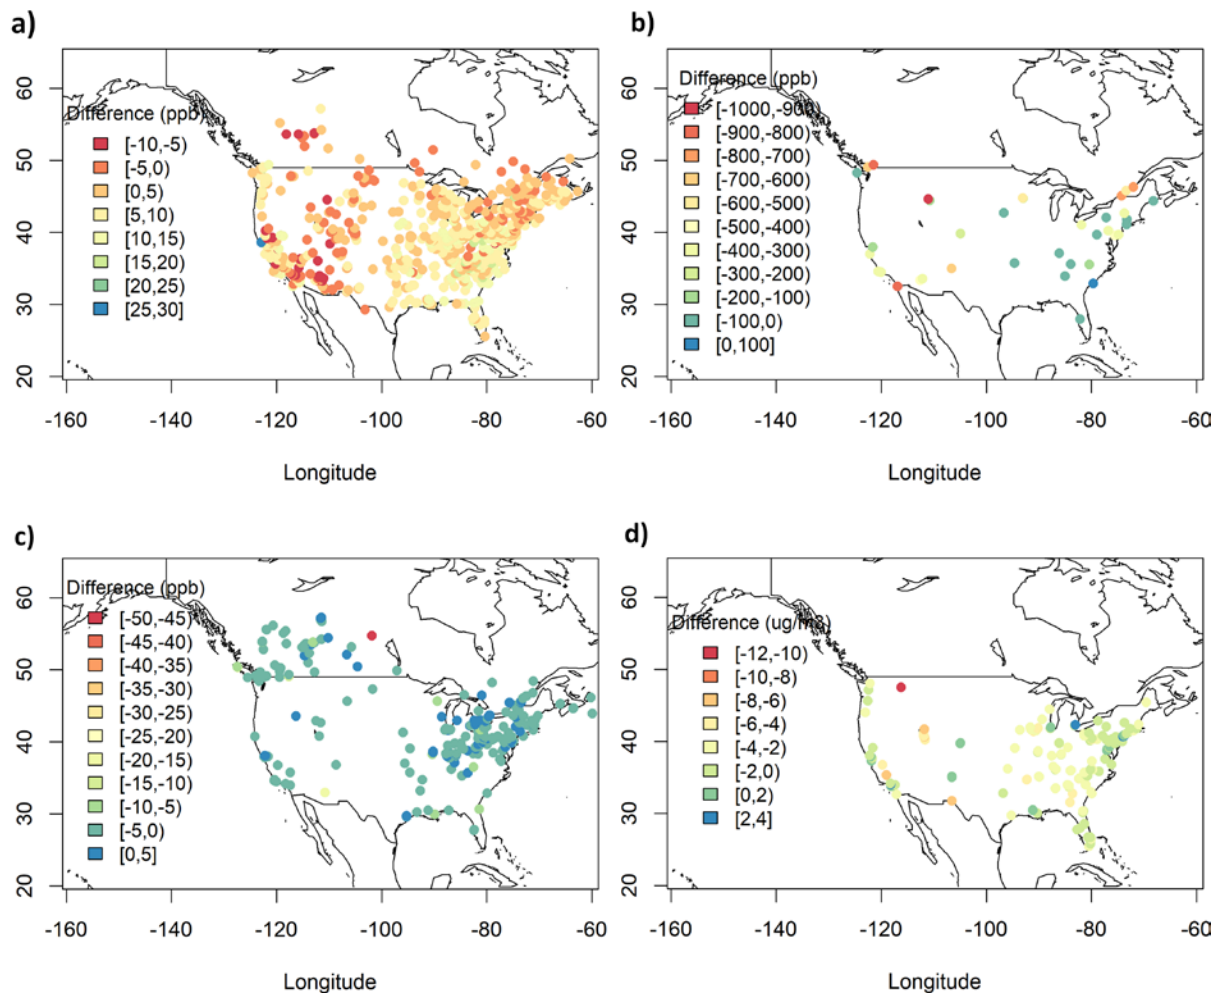 a)
Difference (ppb)
[-10,-5)
[-5,0)
[0,5)
[5,10)
[10,15)
[15,20)
[20,25)
[25,30]
20 30 40 50 60
-160 -140 -120 -100 -80 -60
Longitude
b)
Difference (ppb)
[-1000,-900)
[-900,-800)
[-800,-700)
[-700,-600)
[-600,-500)
[-500,-400)
[-400,-300)
[-300,-200)
[-200,-100)
[-100,0)
[0,100]
20 30 40 50 60
-160 -140 -120 -100 -80 -60
Longitude
c)
Difference (ppb)
[-50,-45)
[-45,-40)
[-40,-35)
[-35,-30)
[-30,-25)
[-25,-20)
[-20,-15)
[-15,-10)
[-10,-5)
[-5,0)
[0,5]
20 30 40 50 60
-160 -140 -120 -100 -80 -60
Longitude
d)
Difference (ug/m3)
[-12,-10)
[-10,-8)
[-8,-6)
[-6,-4)
[-4,-2)
[-2,0)
[0,2)
[2,4]
20 30 40 50 60
-160 -140 -120 -100 -80 -60
Longitude